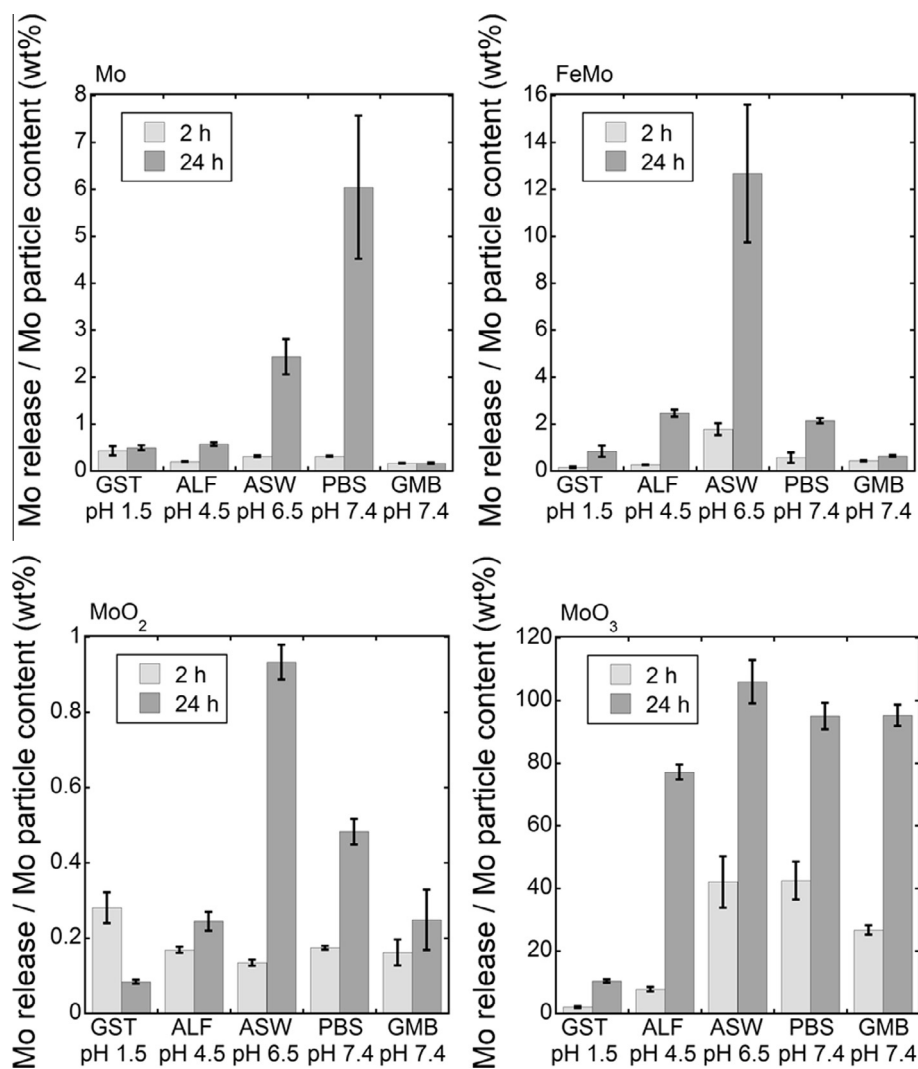 Mo
Mo release / Mo particle content (wt%)
8
7
6
5
4
3
2
1
0
2 h
24 h
GST ALF ASW PBS GMB
pH 1.5 pH 4.5 pH 6.5 pH 7.4 pH 7.4
FeMo
Mo release / Mo particle content (wt%)
16
14
12
10
8
6
4
2
0
2 h
24 h
GST ALF ASW PBS GMB
pH 1.5 pH 4.5 pH 6.5 pH 7.4 pH 7.4
MoO2
Mo release / Mo particle content (wt%)
1
0.8
0.6
0.4
0.2
0
2 h
24 h
GST ALF ASW PBS GMB
pH 1.5 pH 4.5 pH 6.5 pH 7.4 pH 7.4
MoO3
Mo release / Mo particle content (wt%)
120
100
80
60
40
20
0
2 h
24 h
GST ALF ASW PBS GMB
pH 1.5 pH 4.5 pH 6.5 pH 7.4 pH 7.4